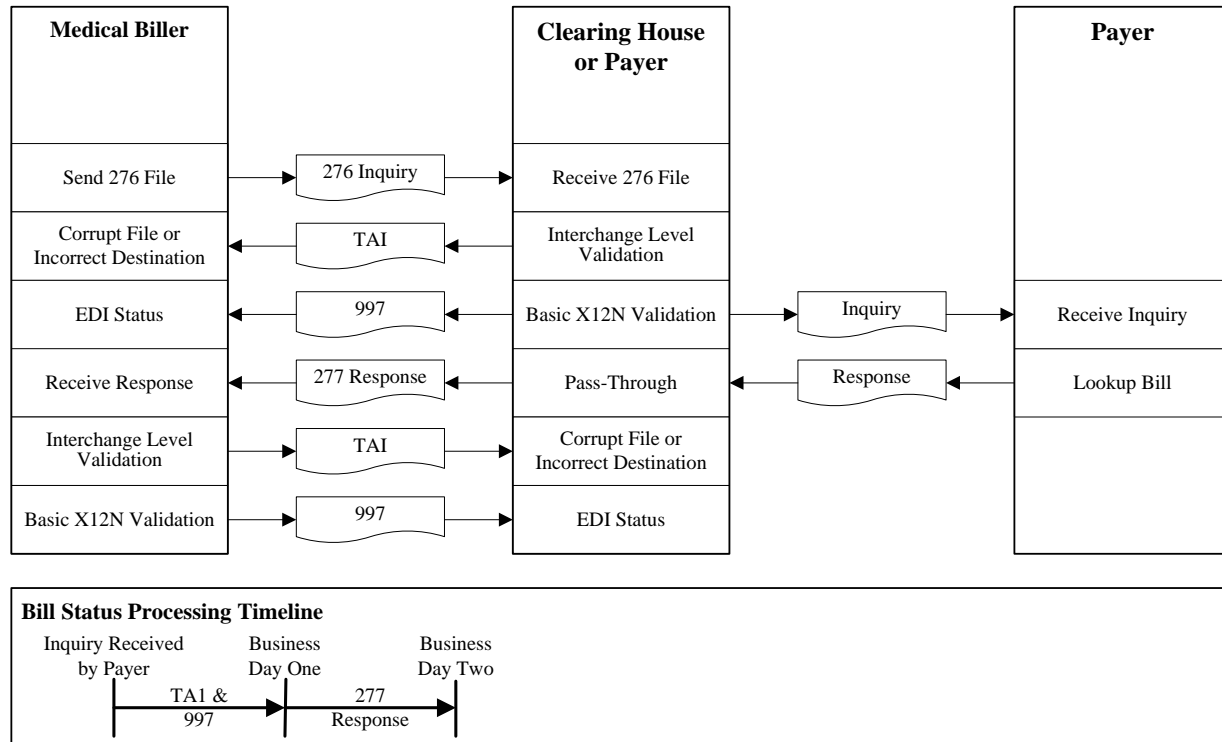 Medical Biller
Clearing House
or Payer
Payer
Send 276 File
276 Inquiry
Receive 276 File
Corrupt File or
Incorrect Destination
TAI
Interchange Level
Validation
EDI Status
997
Basic X12N Validation
Inquiry
Receive Inquiry
Receive Response
277 Response
Pass-Through
Response
Lookup Bill
Interchange Level
Validation
TAI
Corrupt File or
Incorrect Destination
Basic X12N Validation
997
EDI Status
Bill Status Processing Timeline
Inquiry Received
by Payer
Business
Day One
Business
Day Two
TA1 &
997
277
Response